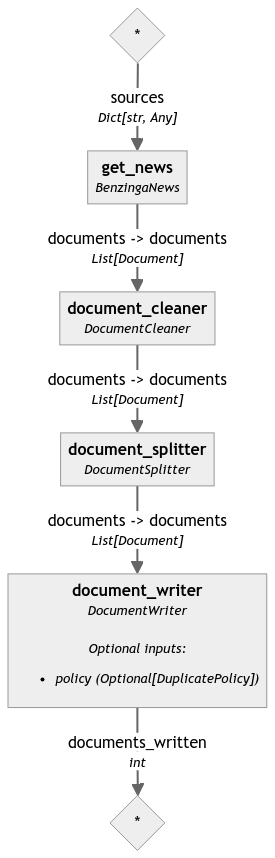 *
sources
Dict[str, Any]
get_news
BenzingaNews
documents -> documents
List[Document]
document_cleaner
DocumentCleaner
documents -> documents
List[Document]
document_splitter
DocumentSplitter
documents -> documents
List[Document]
document_writer
DocumentWriter
Optional inputs:
• policy (Optional[DuplicatePolicy])
documents_written
int
*